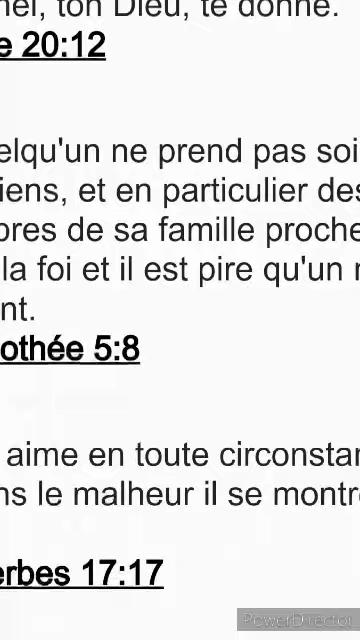 nel, ton Dieu, te donne.
e 20:12
elqu'un ne prend pas soi
iens, et en particulier des
bres de sa famille proche
la foi et il est pire qu'un n
nt.
othée 5:8
aime en toute circonstan
ns le malheur il se montre
erbes 17:17
PowerDirector